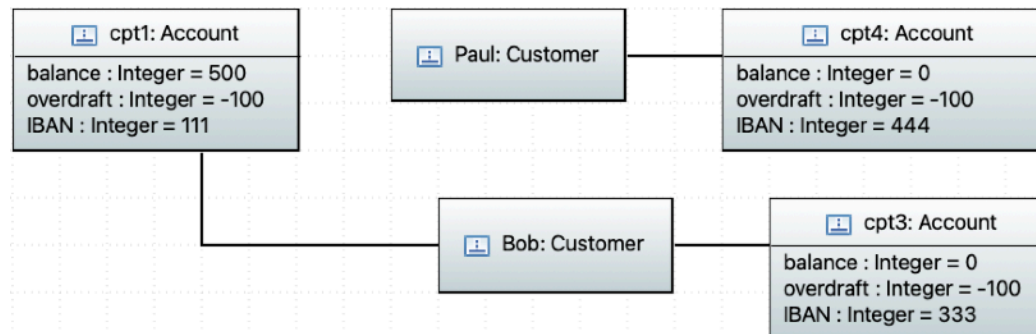 cpt1: Account
balance : Integer = 500
overdraft : Integer = -100
IBAN : Integer = 111
Paul: Customer
cpt4: Account
balance : Integer = 0
overdraft : Integer = -100
IBAN : Integer = 444
Bob: Customer
cpt3: Account
balance : Integer = 0
overdraft : Integer = -100
IBAN : Integer = 333